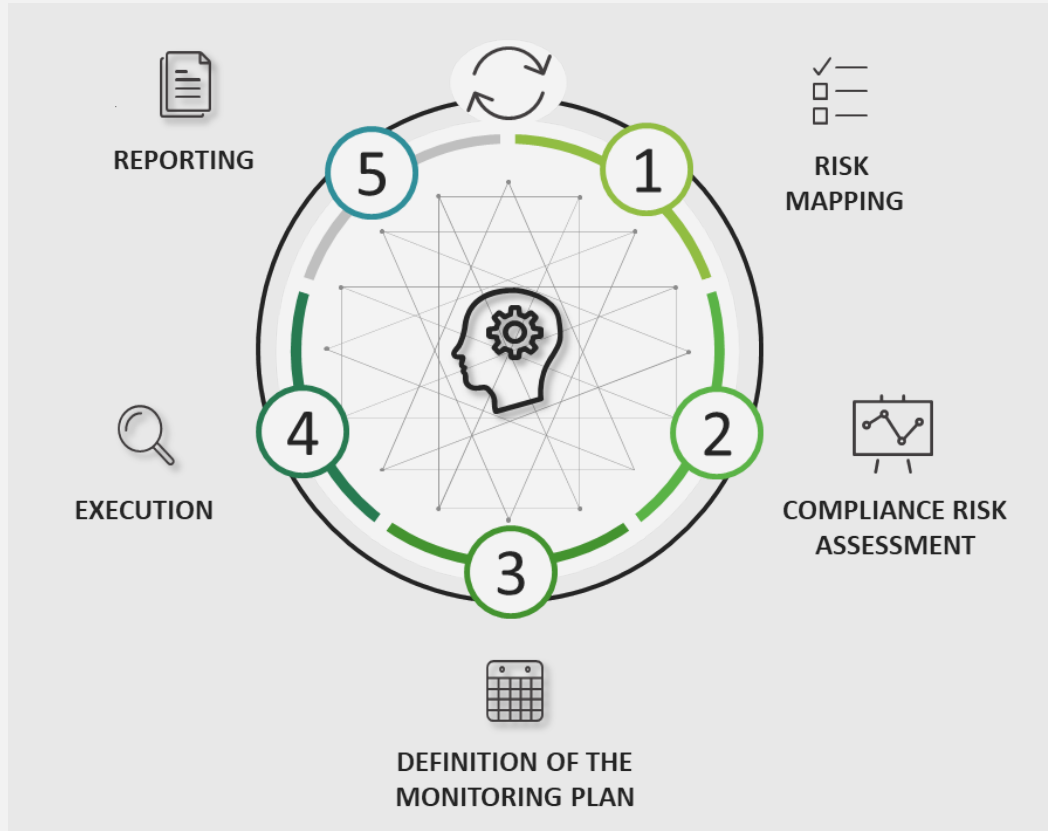 1
RISK
MAPPING
2
COMPLIANCE RISK
ASSESSMENT
3
DEFINITION OF THE
MONITORING PLAN
4
EXECUTION
5
REPORTING